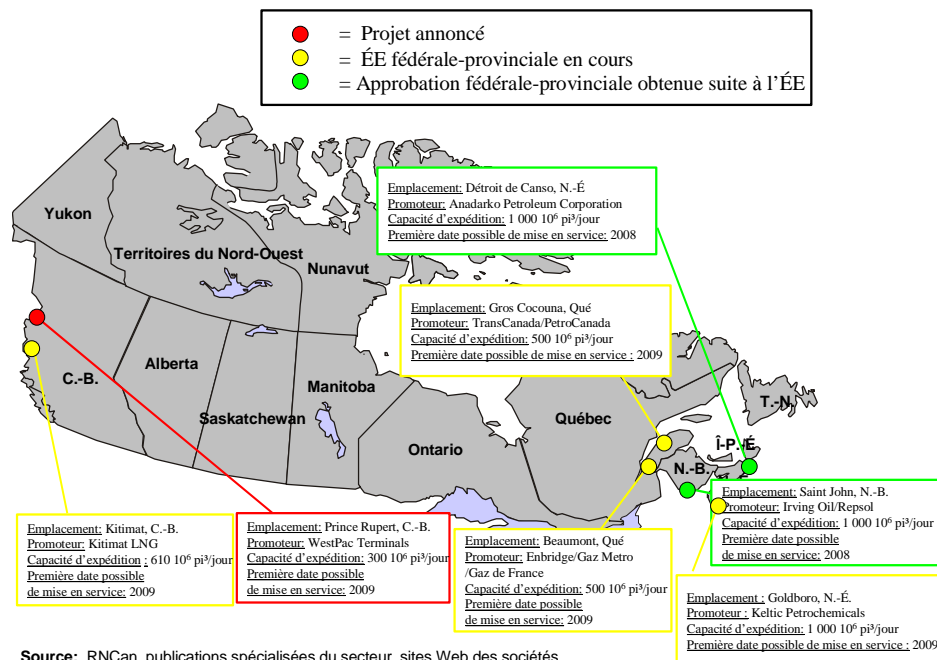 = Projet annoncé
= ÉE fédérale-provinciale en cours
= Approbation fédérale-provinciale obtenue suite à l'ÉE
Emplacement: Détroit de Canso, N.-É
Promoteur: Anadarko Petroleum Corporation
Capacité d'expédition: 1 000 10⁶ pi³/jour
Première date possible de mise en service: 2008
Yukon
Territoires du Nord-Ouest
Nunavut
Emplacement: Gros Cocouna, Qué
Promoteur: TransCanada/PetroCanada
Capacité d'expédition: 500 10⁶ pi³/jour
Première date possible de mise en service : 2009
C.-B.
Alberta
Saskatchewan
Manitoba
Ontario
Québec
T.-N.
Î-P.-É
N.-B.
Emplacement: Kitimat, C.-B.
Promoteur: Kitimat LNG
Capacité d'expédition : 610 10⁶ pi³/jour
Première date possible
de mise en service: 2009
Emplacement: Prince Rupert, C.-B.
Promoteur: WestPac Terminals
Capacité d'expédition: 300 10⁶ pi³/jour
Première date possible
de mise en service: 2009
Emplacement: Beaumont, Qué
Promoteur: Enbridge/Gaz Metro
/Gaz de France
Capacité d'expédition: 500 10⁶ pi³/jour
Première date possible
de mise en service: 2009
Emplacement: Saint John, N.-B.
Promoteur: Irving Oil/Repsol
Capacité d'expédition: 1 000 10⁶ pi³/jour
Première date possible
de mise en service: 2008
Emplacement : Goldboro, N.-É.
Promoteur : Keltic Petrochemicals
Capacité d'expédition: 1 000 10⁶ pi³/jour
Première date possible de mise en service : 2009
Source: RNCan, publications spécialisées du secteur, sites Web des sociétés